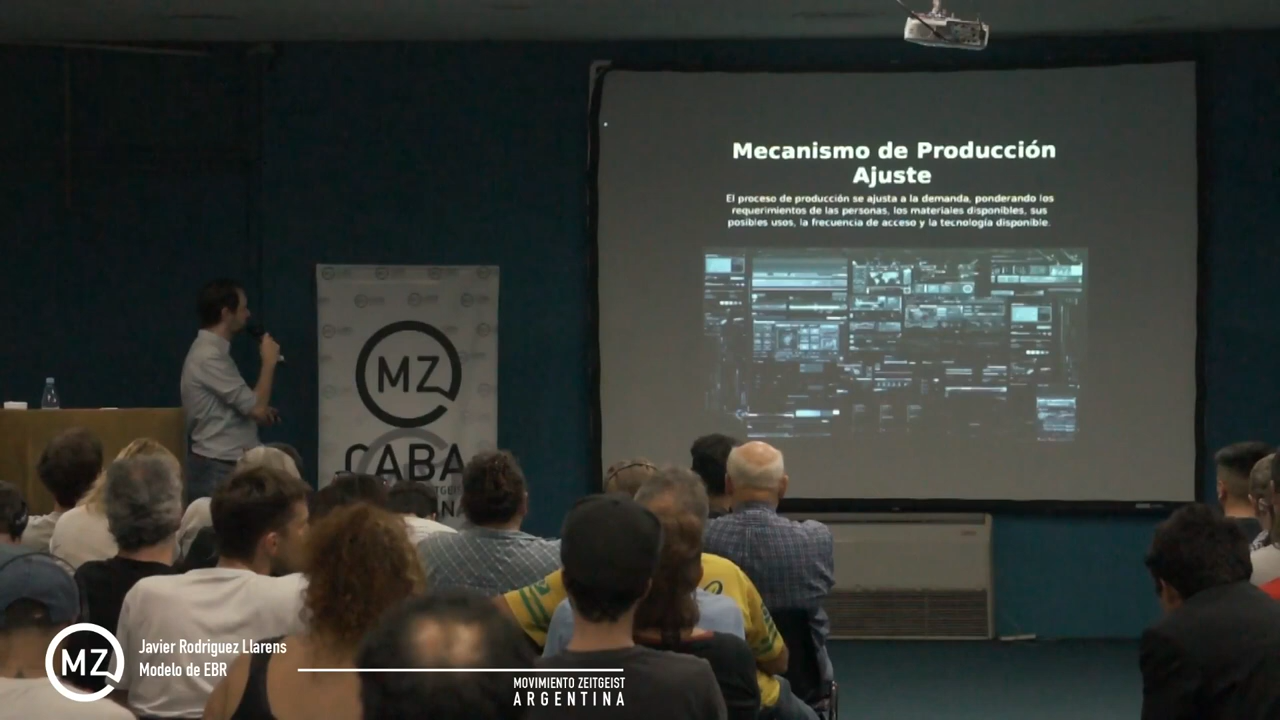 Mecanismo de Producción
Ajuste
El proceso de producción se ajusta a la demanda, ponderando los
requerimientos de las personas, los materiales disponibles, sus
posibles usos, la frecuencia de acceso y la tecnología disponible.
MZ
CABA
MZ
Javier Rodriguez Llarens
Modelo de EBR
MOVIMIENTO ZEITGEIST
ARGENTINA